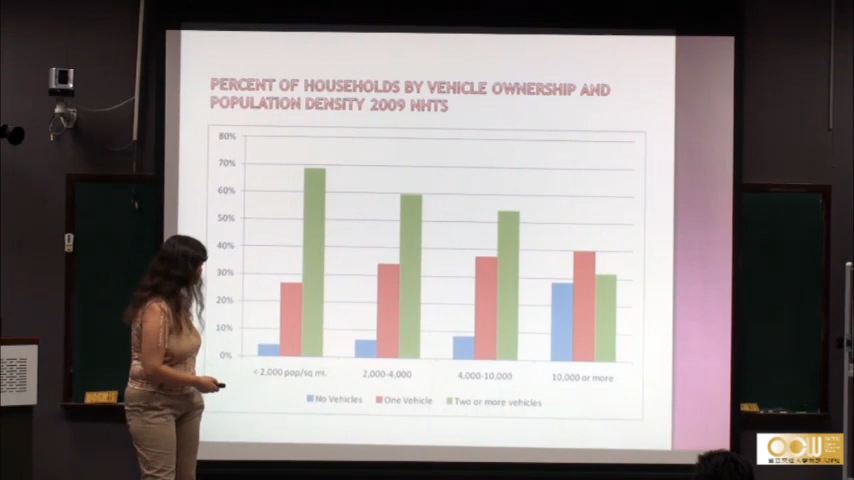 PERCENT OF HOUSEHOLDS BY VEHICLE OWNERSHIP AND
POPULATION DENSITY 2009 NHTS
80%
70%
60%
50%
40%
30%
20%
10%
0%
< 2,000 pop/sq mi.
2,000-4,000
4,000-10,000
10,000 or more
No Vehicles
One Vehicle
Two or more vehicles
OCW